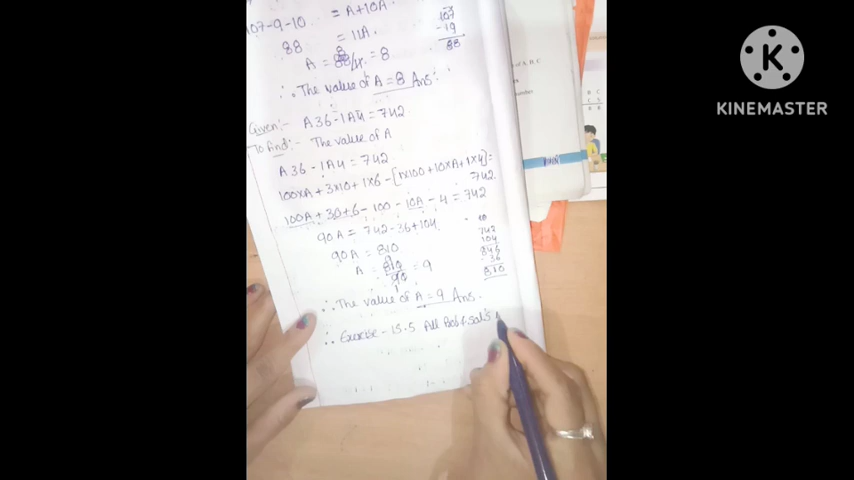 107-9-10 = A+10A
88 = 11A
A = 88/11 = 8
∴ The value of A=8 Ans.
107
- 19
88
Given:- A36-1A4=742
To find:- The value of A
A36-1A4=742
100×A+3×10+1×6-[1×100+10×A+1×4]=
742
100A+30+6-100-10A-4=742
90A = 742-36+104
90A = 810
A = 810/90 = 9
742
104
846
36
810
∴ The value of A=9 Ans.
∴ Exercise-15.5 All
of A, B, C
number
KINEMASTER